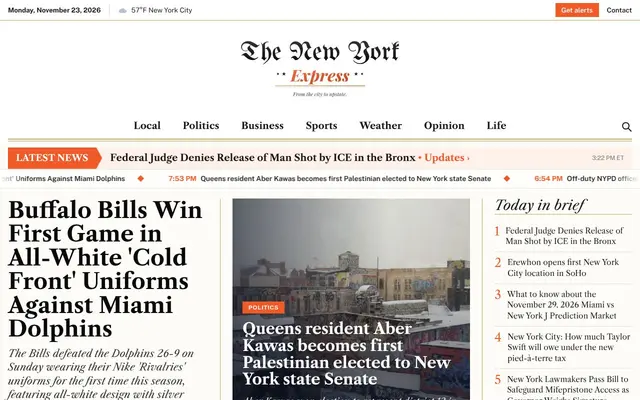 Monday, November 23, 2026
57°F New York City
Get alerts
Contact
The New York
Express
From the city to upstate.
Local
Politics
Business
Sports
Weather
Opinion
Life
LATEST NEWS
Federal Judge Denies Release of Man Shot by ICE in the Bronx • Updates ›
3:22 PM ET
nt' Uniforms Against Miami Dolphins
7:53 PM Queens resident Aber Kawas becomes first Palestinian elected to New York state Senate
6:54 PM Off-duty NYPD office
Buffalo Bills Win
First Game in
All-White 'Cold
Front' Uniforms
Against Miami
Dolphins
The Bills defeated the Dolphins 26-9 on
Sunday wearing their Nike 'Rivalries'
uniforms for the first time this season,
featuring all-white design with silver
POLITICS
Queens resident Aber
Kawas becomes first
Palestinian elected to New
York state Senate
Today in brief
1 Federal Judge Denies Release of
Man Shot by ICE in the Bronx
2 Erewhon opens first New York
City location in SoHo
3 What to know about the
November 29, 2026 Miami vs
New York J Prediction Market
4 New York City: How much Taylor
Swift will owe under the new
pied-à-terre tax
5 New York Lawmakers Pass Bill to
Safeguard Mifepristone Access as